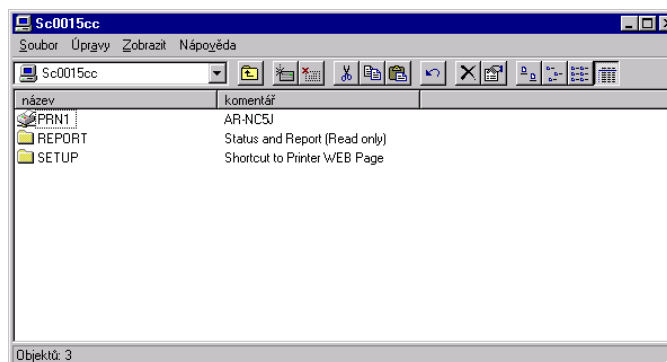 Sc0015cc
Soubor Úpravy Zobrazit Nápověda
Sc0015cc
název komentář
PRN1 AR-NC5J
REPORT Status and Report (Read only)
SETUP Shortcut to Printer WEB Page
Objektů: 3